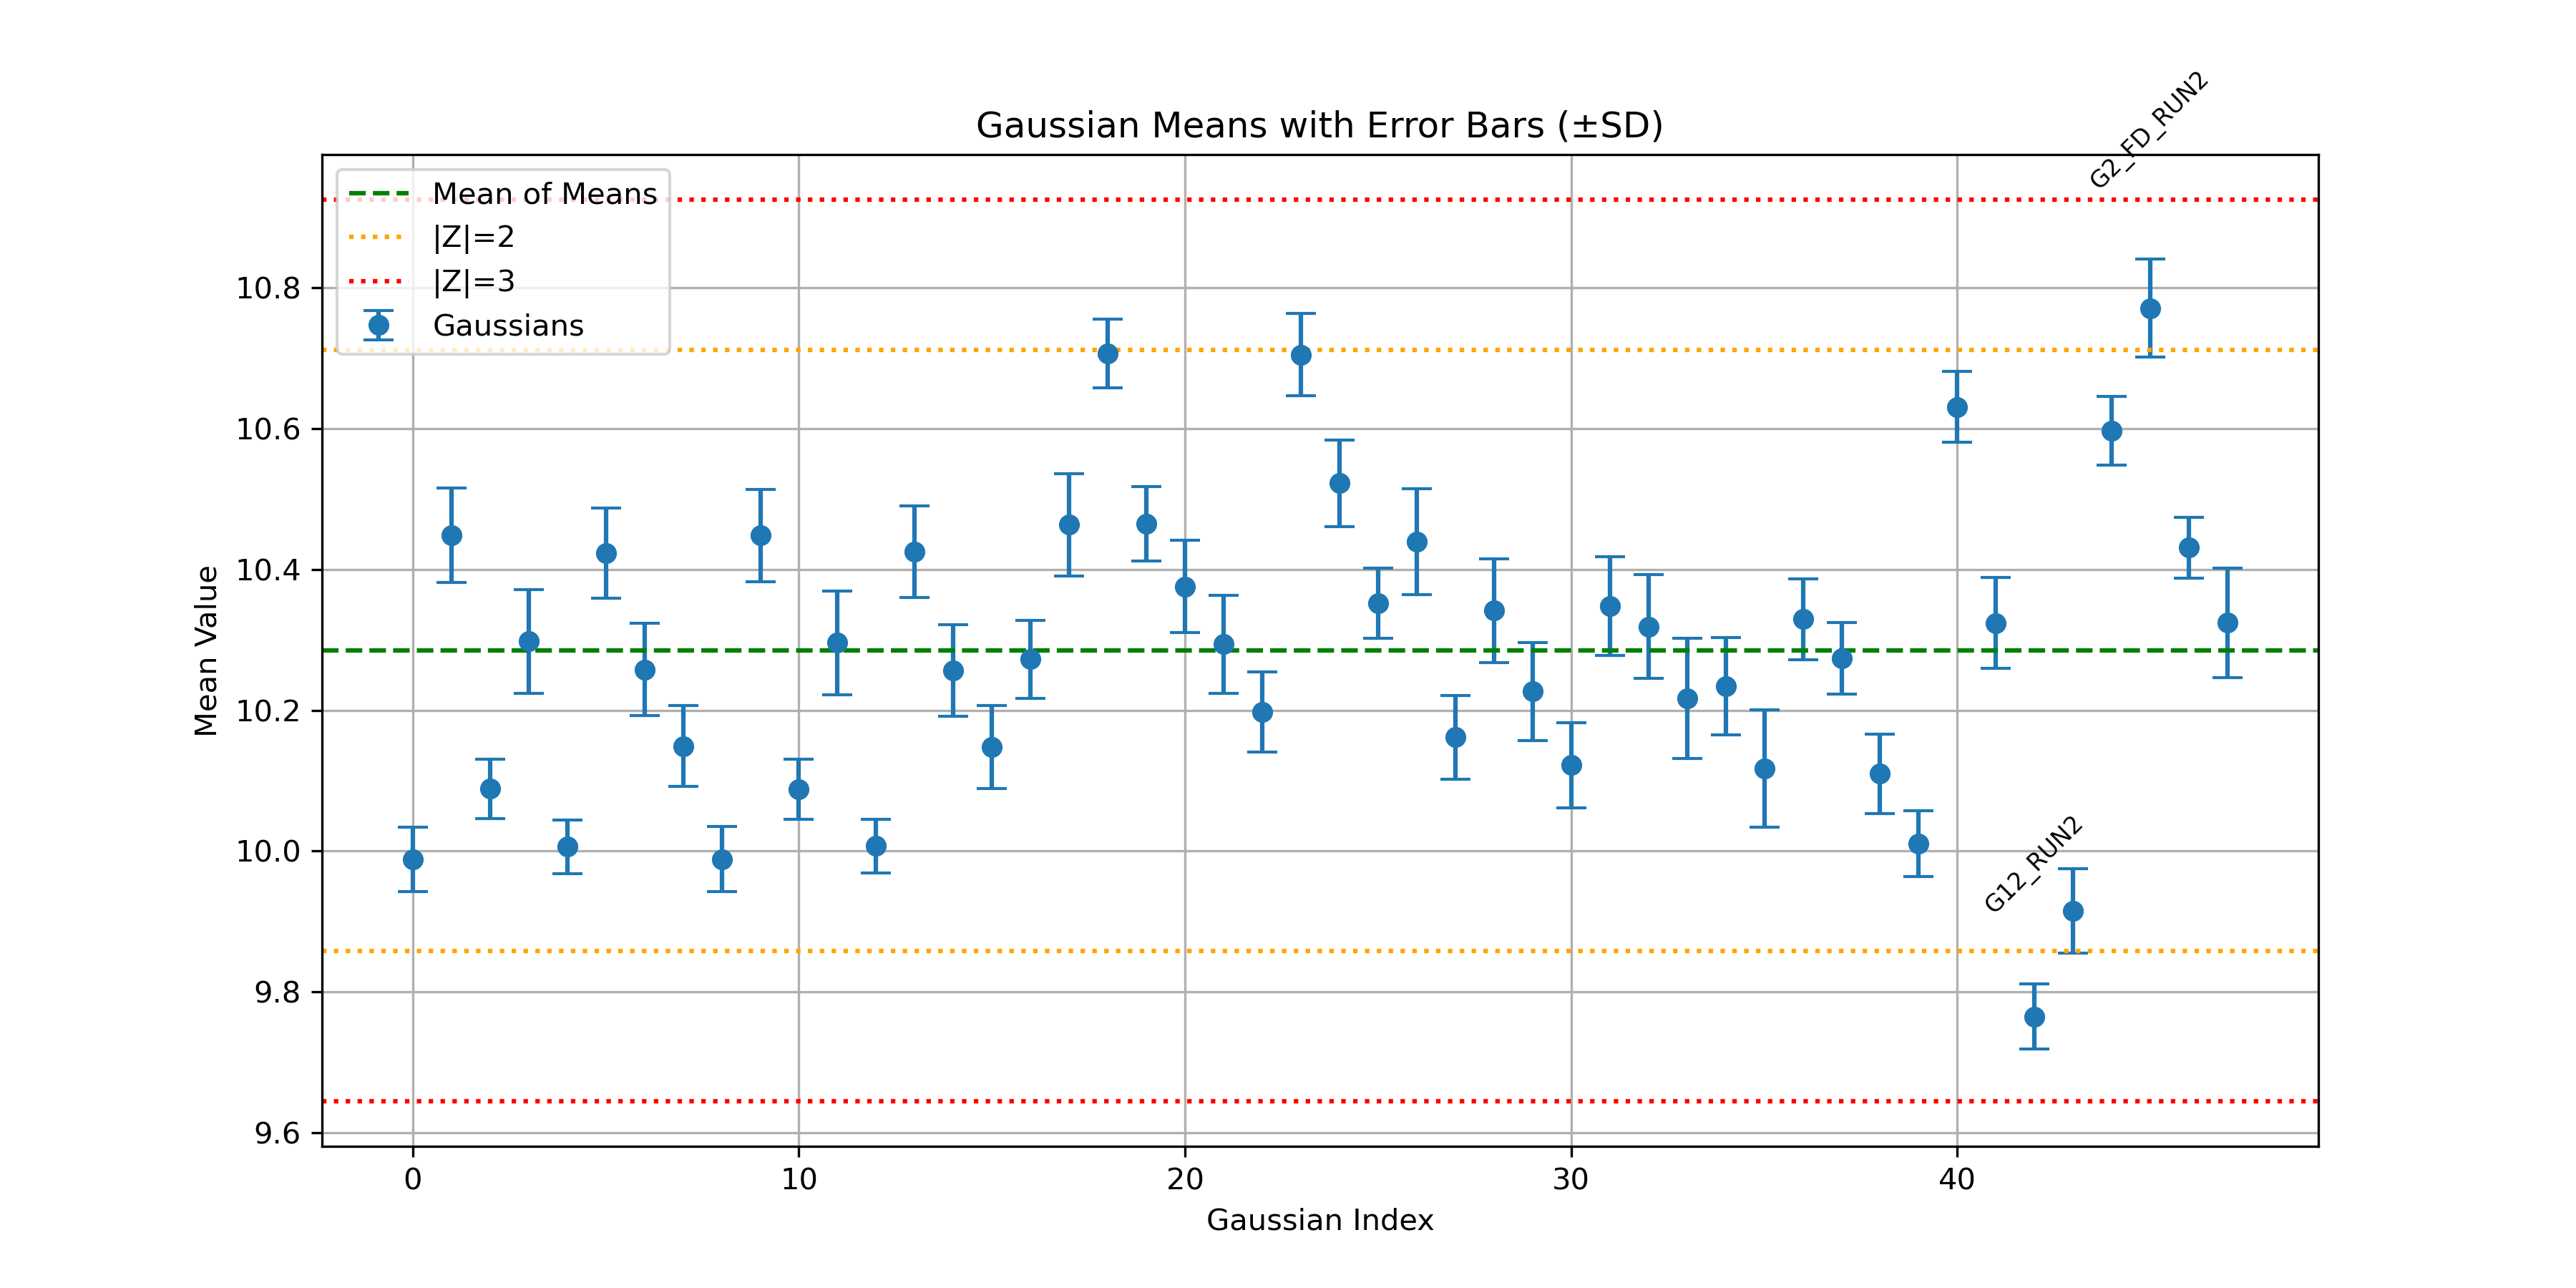 G2_FD_RUN2
Gaussian Means with Error Bars (±SD)
Mean of Means
|Z|=2
|Z|=3
Gaussians
Mean Value
10.8
10.6
10.4
10.2
10.0
9.8
9.6
G12_RUN2
0
10
20
30
40
Gaussian Index